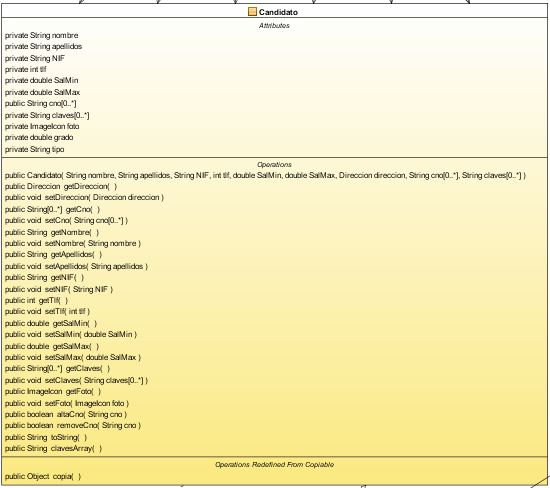 Candidato
Attributes
private String nombre
private String apellidos
private String NIF
private int tlf
private double SalMin
private double SalMax
public String cno[0..*]
private String claves[0..*]
private ImageIcon foto
private double grado
private String tipo
Operations
public Candidato( String nombre, String apellidos, String NIF, int tlf, double SalMin, double SalMax, Direccion direccion, String cno[0..*], String claves[0..*] )
public Direccion getDireccion( )
public void setDireccion( Direccion direccion )
public String[0..*] getCno( )
public void setCno( String cno[0..*] )
public String getNombre( )
public void setNombre( String nombre )
public String getApellidos( )
public void setApellidos( String apellidos )
public String getNIF( )
public void setNIF( String NIF )
public int getTlf( )
public void setTlf( int tlf )
public double getSalMin( )
public void setSalMin( double SalMin )
public double getSalMax( )
public void setSalMax( double SalMax )
public String[0..*] getClaves( )
public void setClaves( String claves[0..*] )
public ImageIcon getFoto( )
public void setFoto( ImageIcon foto )
public boolean altaCno( String cno )
public boolean removeCno( String cno )
public String toString( )
public String clavesArray( )
Operations Redefined From Copiable
public Object copia( )